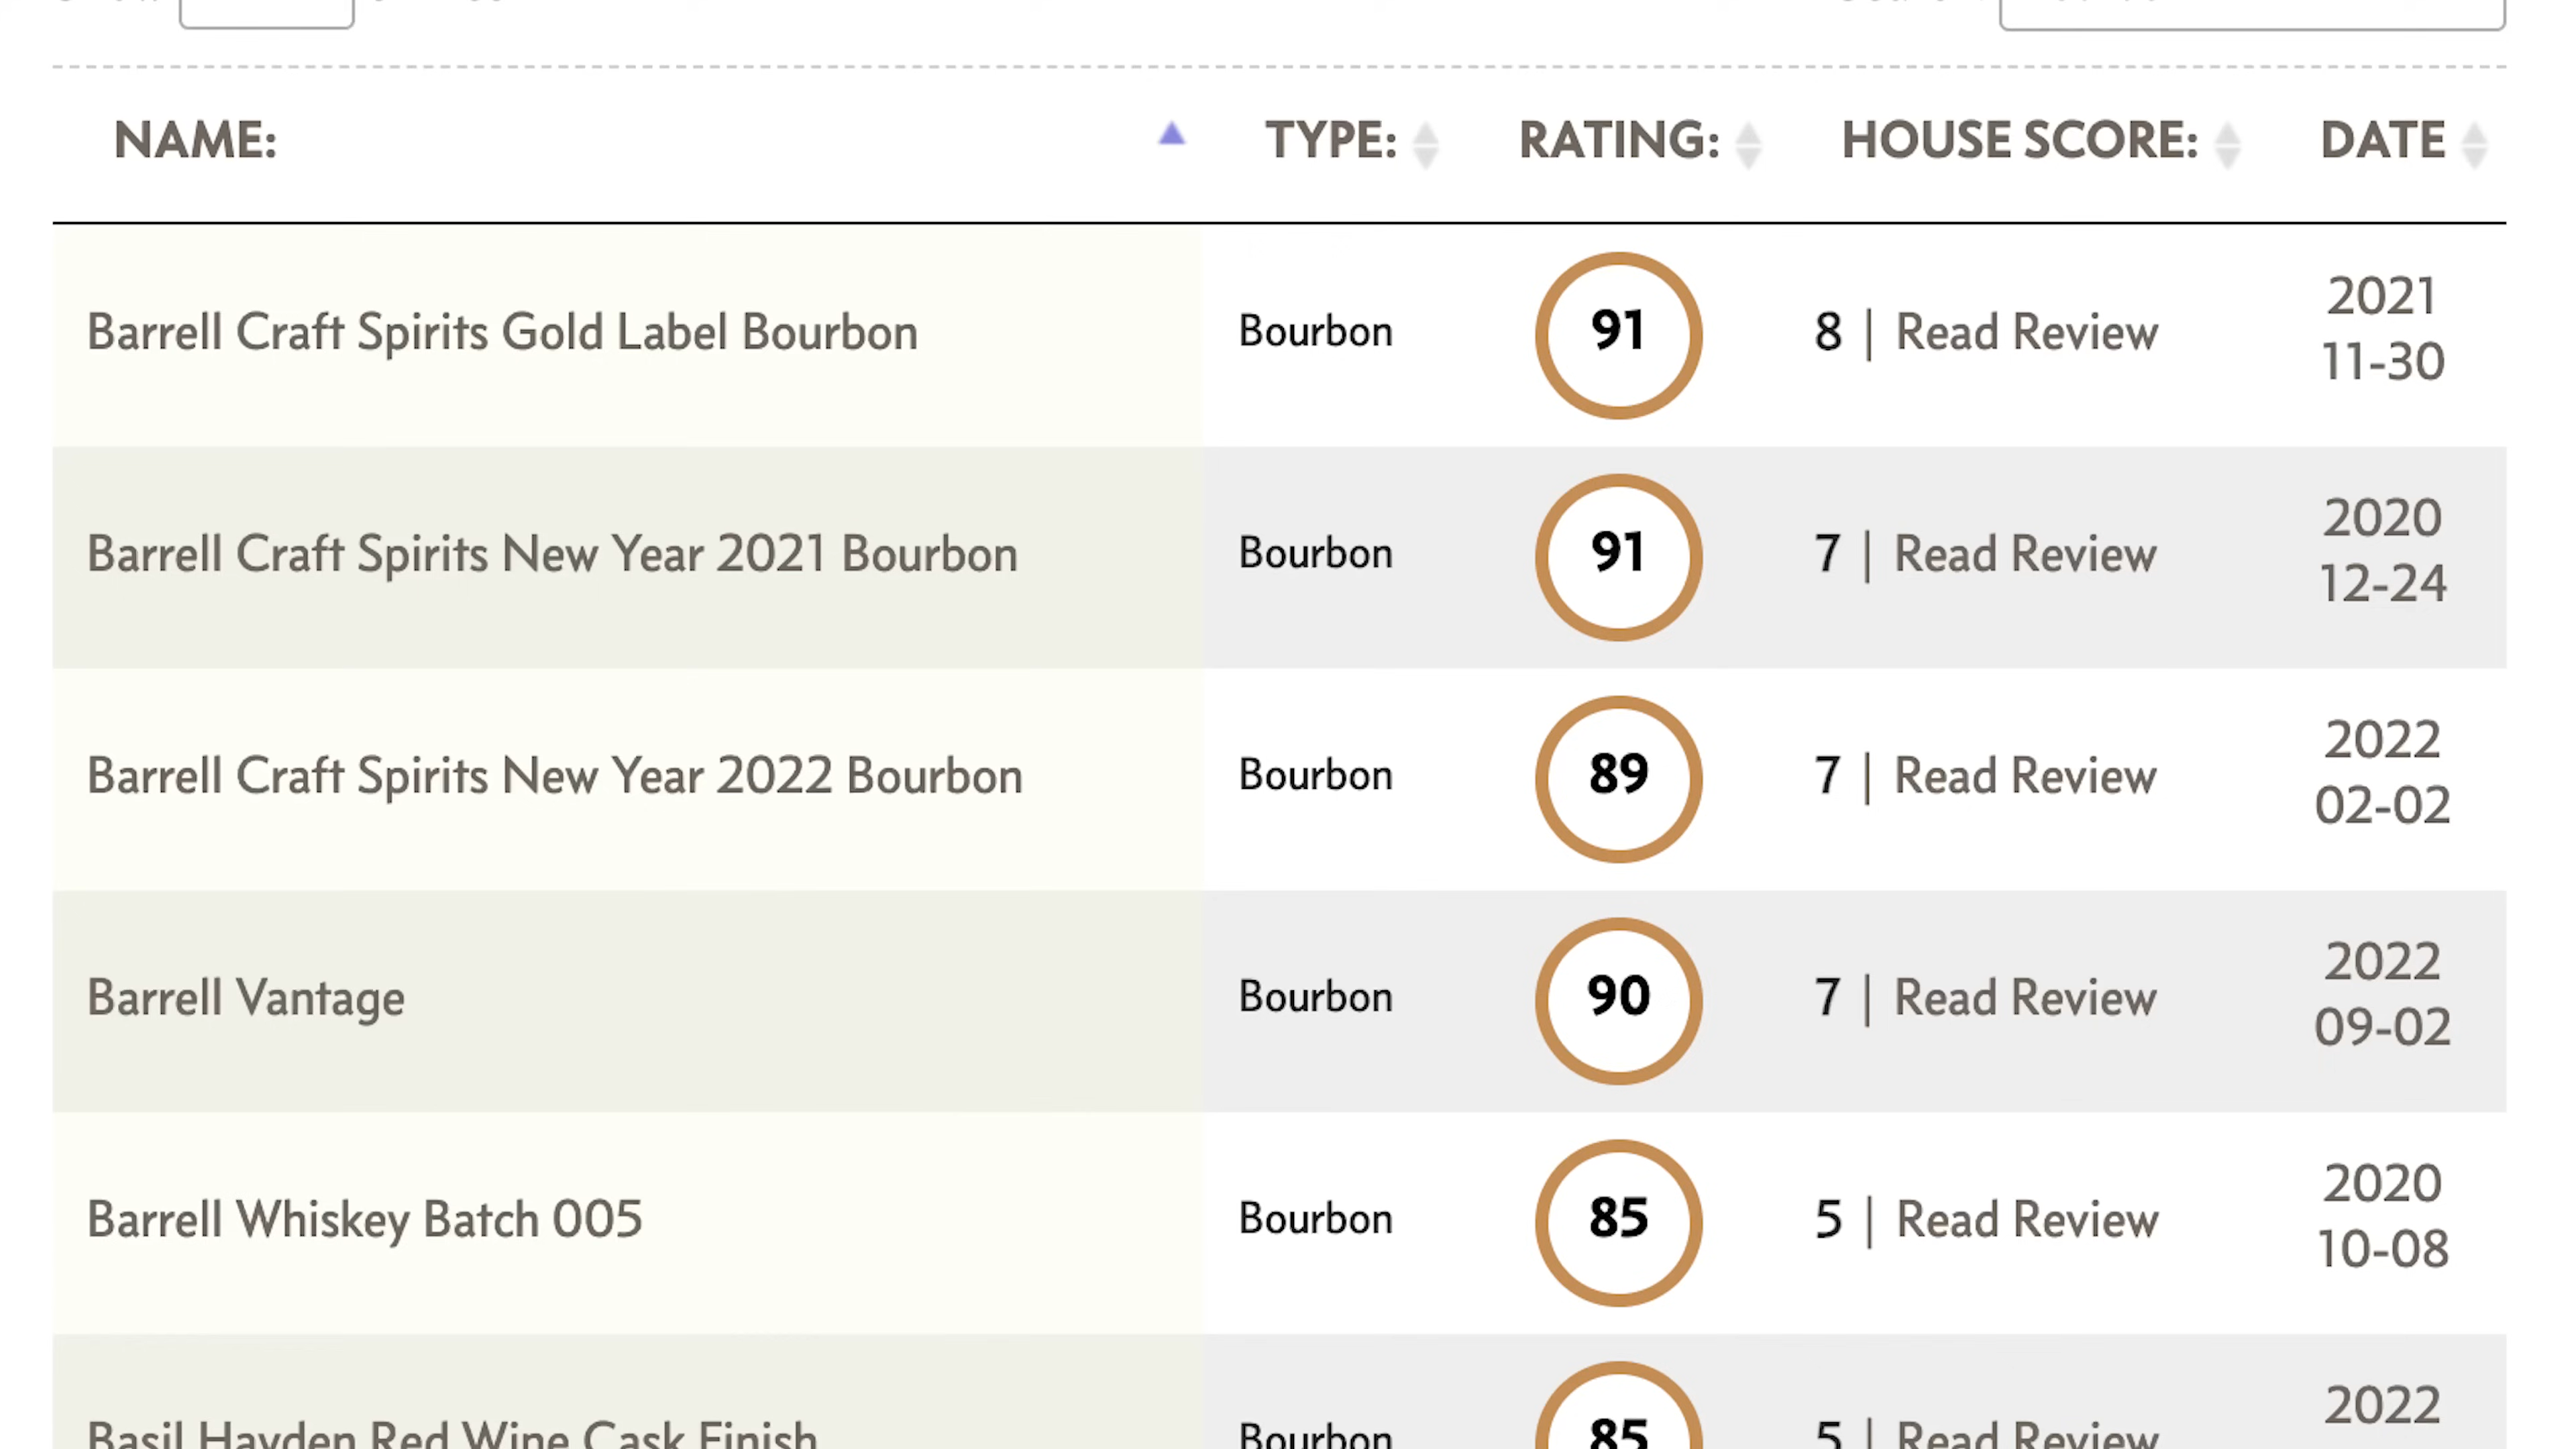 NAME: TYPE: RATING: HOUSE SCORE: DATE
Barrell Craft Spirits Gold Label Bourbon Bourbon 91 8 | Read Review 2021
11-30
Barrell Craft Spirits New Year 2021 Bourbon Bourbon 91 7 | Read Review 2020
12-24
Barrell Craft Spirits New Year 2022 Bourbon Bourbon 89 7 | Read Review 2022
02-02
Barrell Vantage Bourbon 90 7 | Read Review 2022
09-02
Barrell Whiskey Batch 005 Bourbon 85 5 | Read Review 2020
10-08
Basil Hayden Red Wine Cask Finish Bourbon 85 5 | Read Review 2022